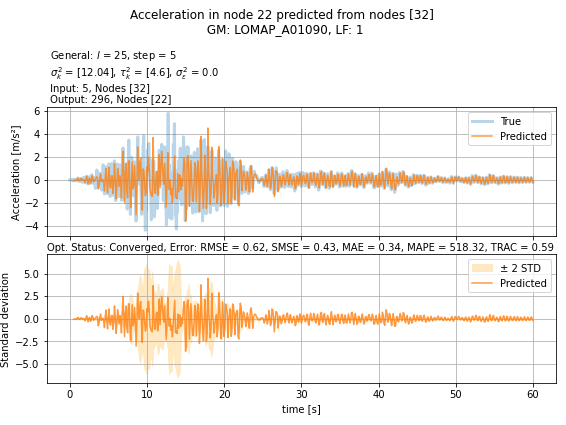 Acceleration in node 22 predicted from nodes [32]
GM: LOMAP_A01090, LF: 1
General: l = 25, step = 5
σ²ₖ = [12.04], τ²ₖ = [4.6], σ²_ε = 0.0
Input: 5, Nodes [32]
Output: 296, Nodes [22]
6
4
2
0
−2
−4
Acceleration [m/s²]
True
Predicted
Opt. Status: Converged, Error: RMSE = 0.62, SMSE = 0.43, MAE = 0.34, MAPE = 518.32, TRAC = 0.59
5.0
2.5
0.0
−2.5
−5.0
Standard deviation
± 2 STD
Predicted
0 10 20 30 40 50 60
time [s]